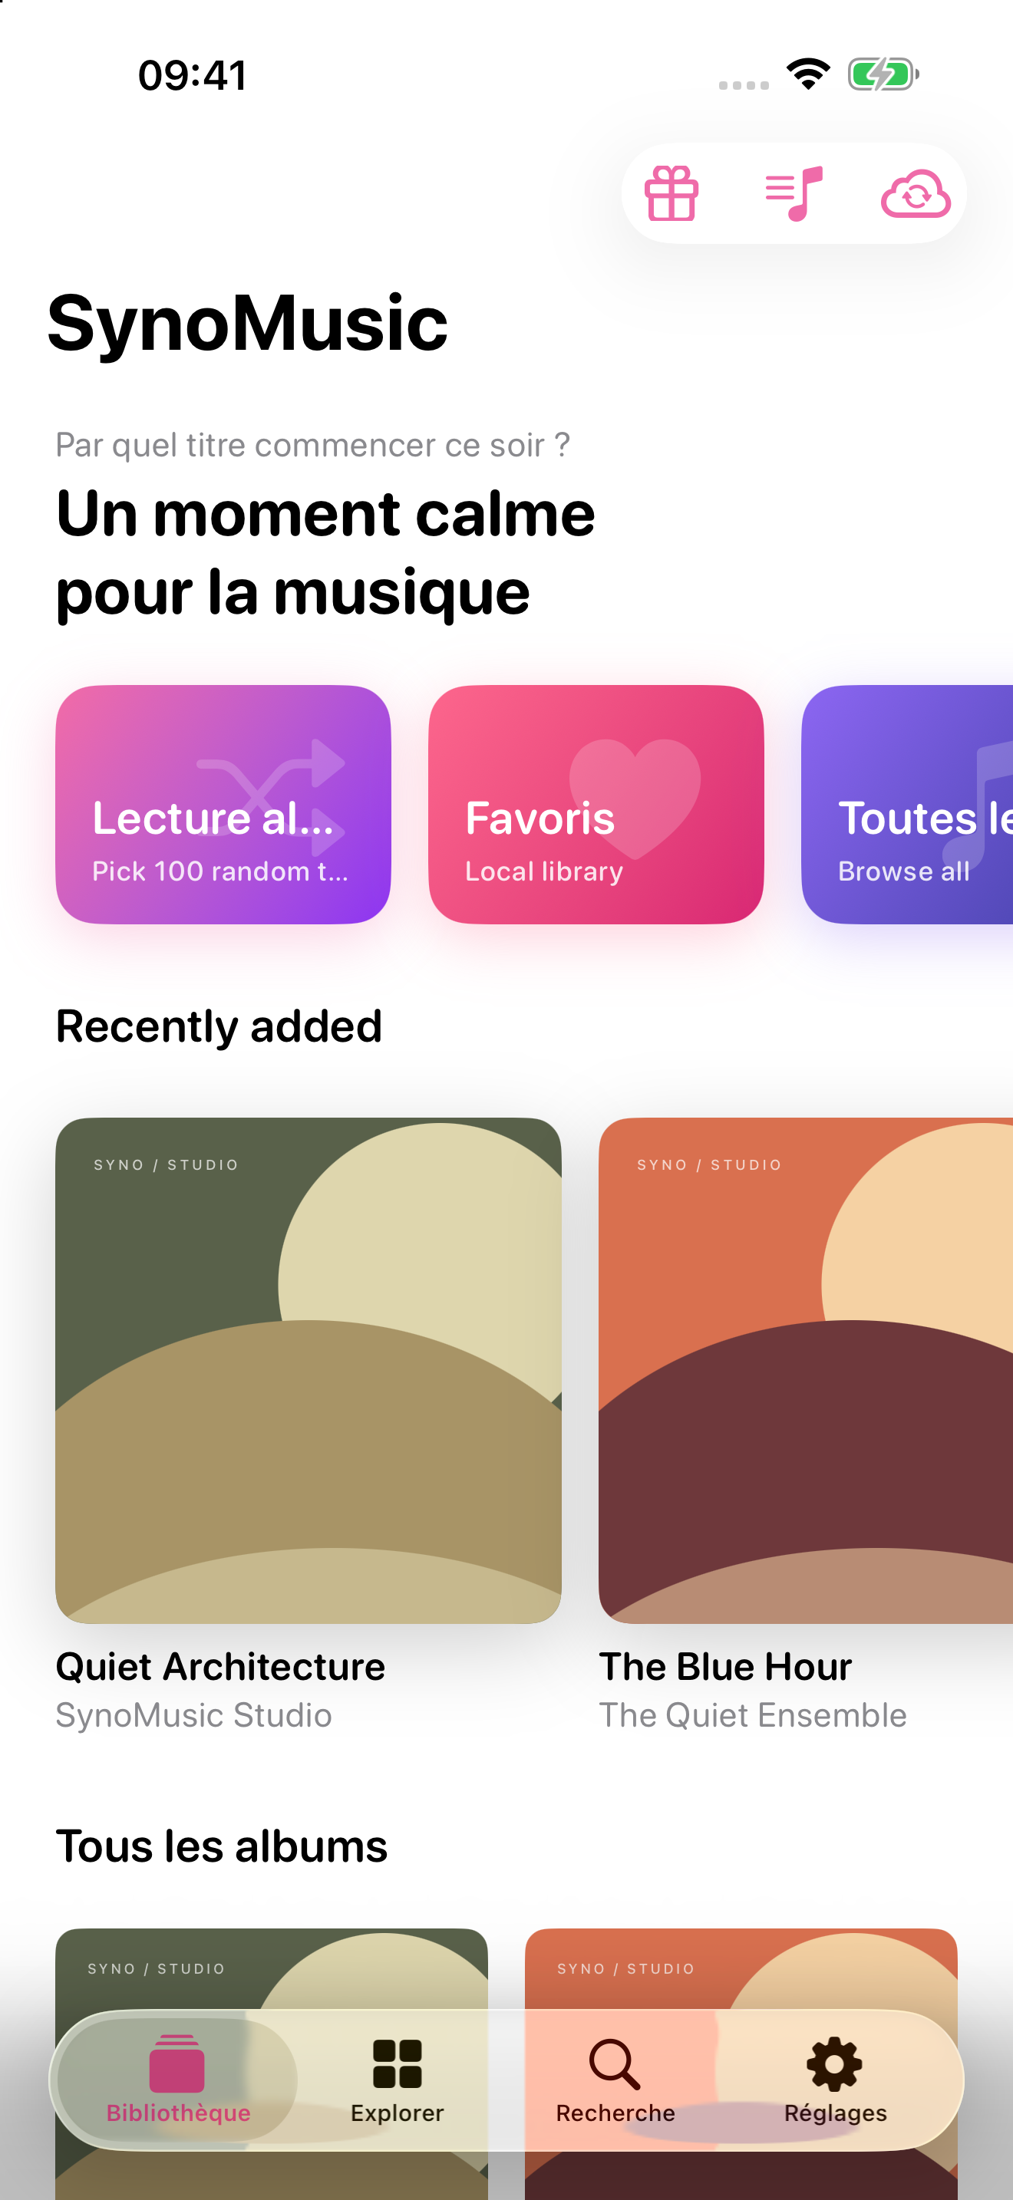 09:41
SynoMusic
Par quel titre commencer ce soir ?
Un moment calme
pour la musique
Lecture al...
Pick 100 random t...
Favoris
Local library
Toutes le
Browse all
Recently added
SYNO / STUDIO
SYNO / STUDIO
Quiet Architecture
SynoMusic Studio
The Blue Hour
The Quiet Ensemble
Tous les albums
SYNO / STUDIO
SYNO / STUDIO
Bibliothèque
Explorer
Recherche
Réglages